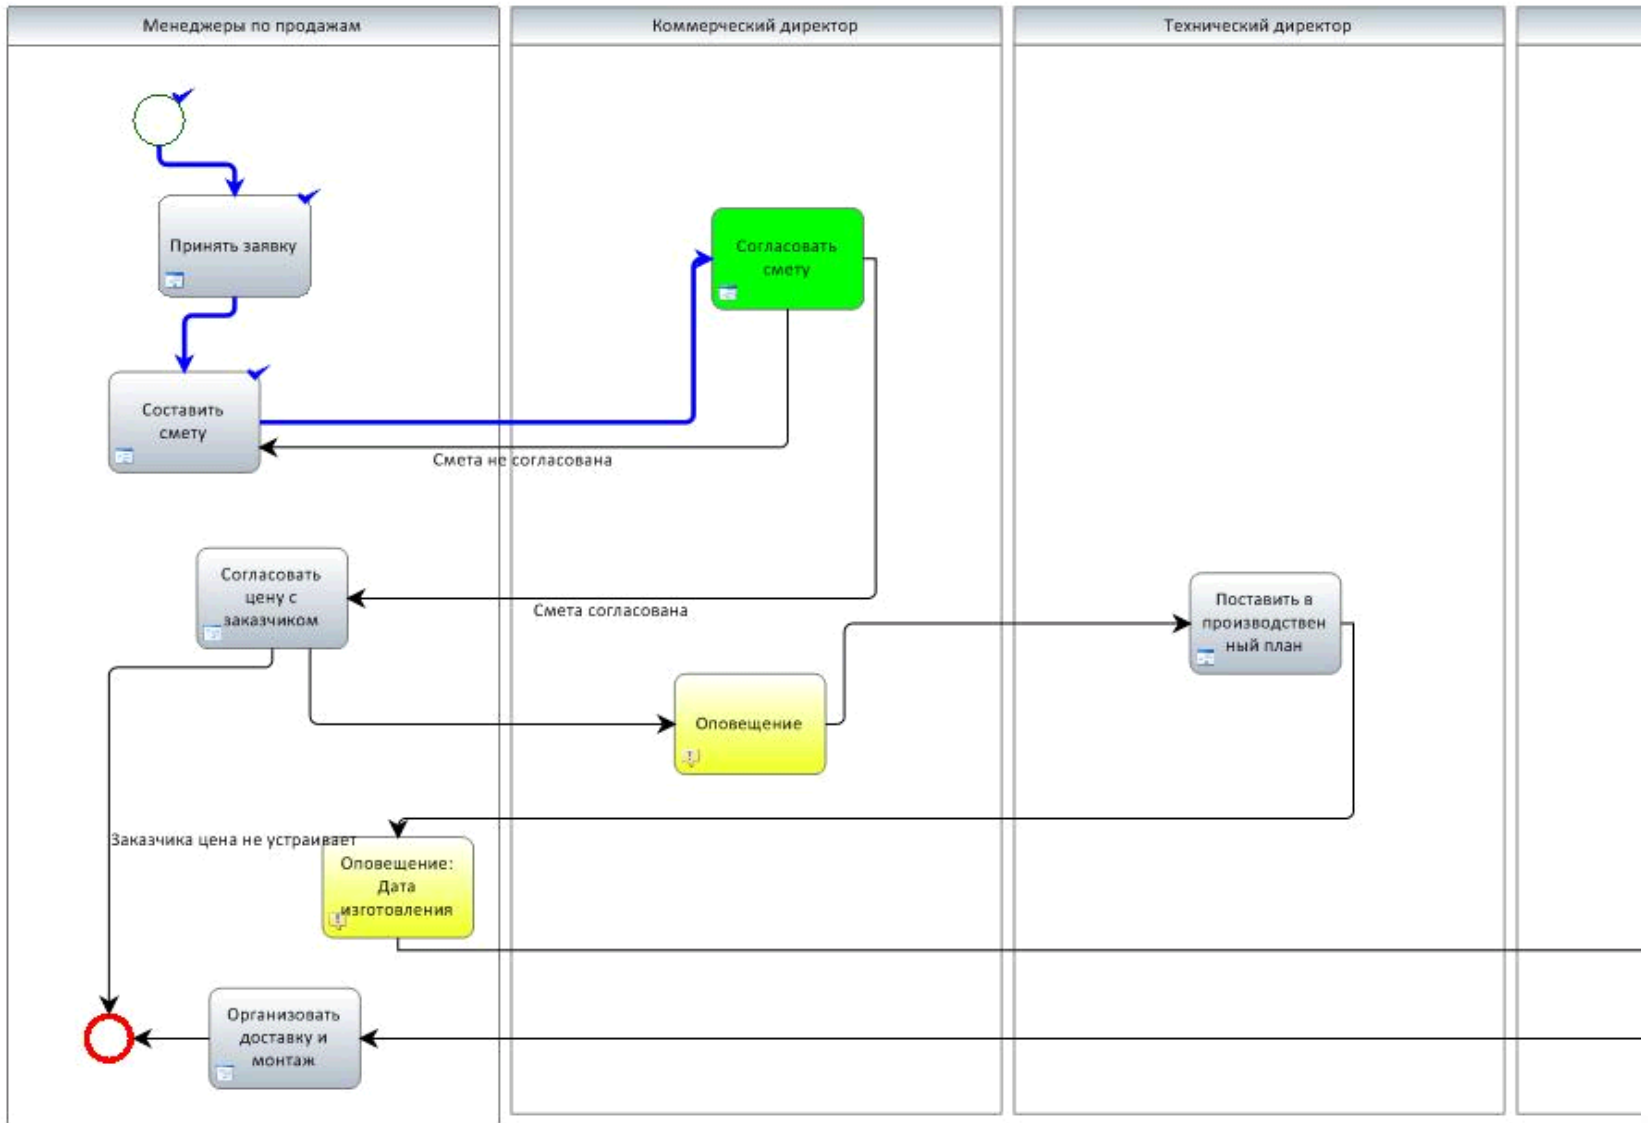 Менеджеры по продажам
Коммерческий директор
Технический директор
Принять заявку
Согласовать
смету
Составить
смету
Смета не согласована
Согласовать
цену с
заказчиком
Смета согласована
Поставить в
производствен
ный план
Оповещение
Заказчика цена не устраивает
Оповещение:
Дата
изготовления
Организовать
доставку и
монтаж